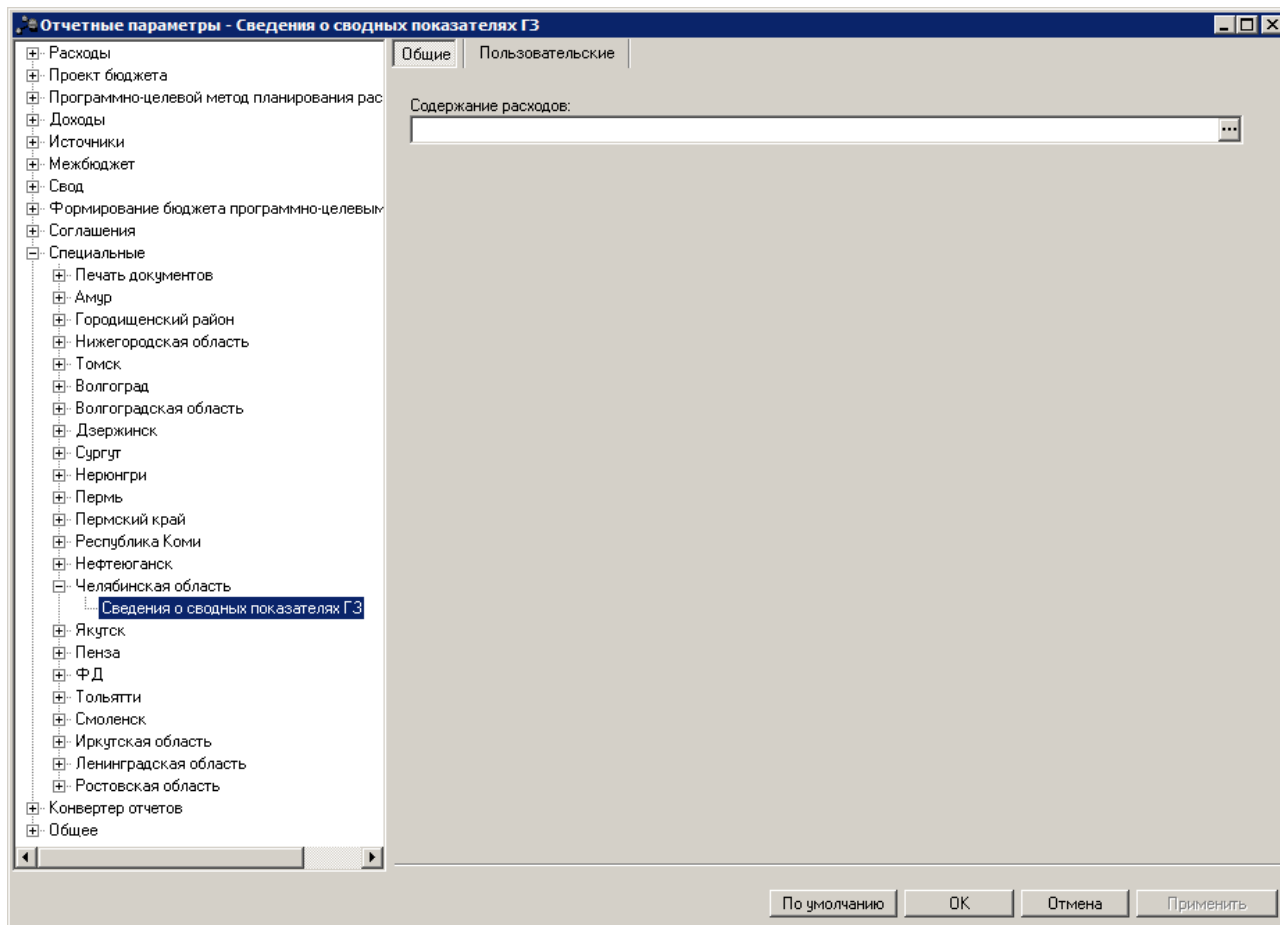 Отчетные параметры - Сведения о сводных показателях ГЗ
Расходы
Проект бюджета
Программно-целевой метод планирования рас
Доходы
Источники
Межбюджет
Свод
Формирование бюджета программно-целевым
Соглашения
Специальные
Печать документов
Амур
Городищенский район
Нижегородская область
Томск
Волгоград
Волгоградская область
Дзержинск
Сургут
Нерюнгри
Пермь
Пермский край
Республика Коми
Нефтеюганск
Челябинская область
Сведения о сводных показателях ГЗ
Якутск
Пенза
ФД
Тольятти
Смоленск
Иркутская область
Ленинградская область
Ростовская область
Конвертер отчетов
Общее
Общие Пользовательские
Содержание расходов:
...
По умолчанию OK Отмена Применить